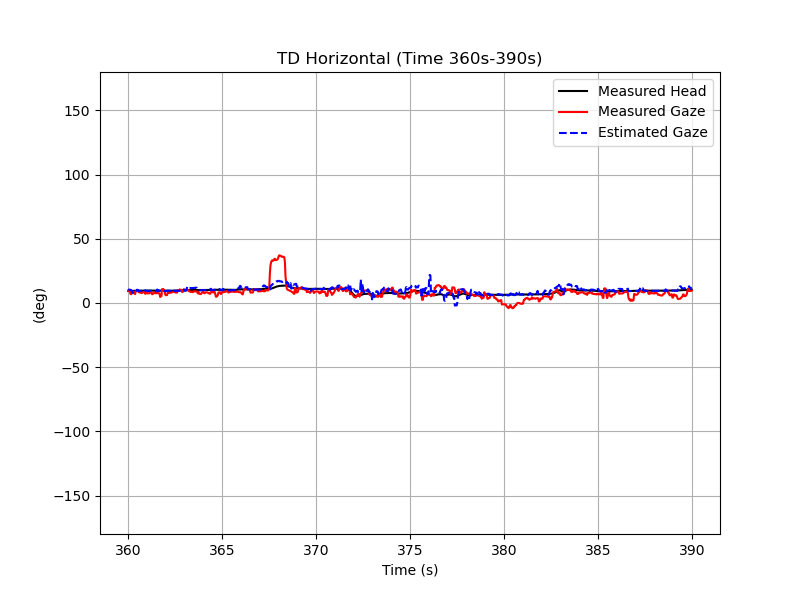 TD Horizontal (Time 360s-390s)
Measured Head
Measured Gaze
Estimated Gaze
150
100
50
0
−50
−100
−150
(deg)
360 365 370 375 380 385 390
Time (s)